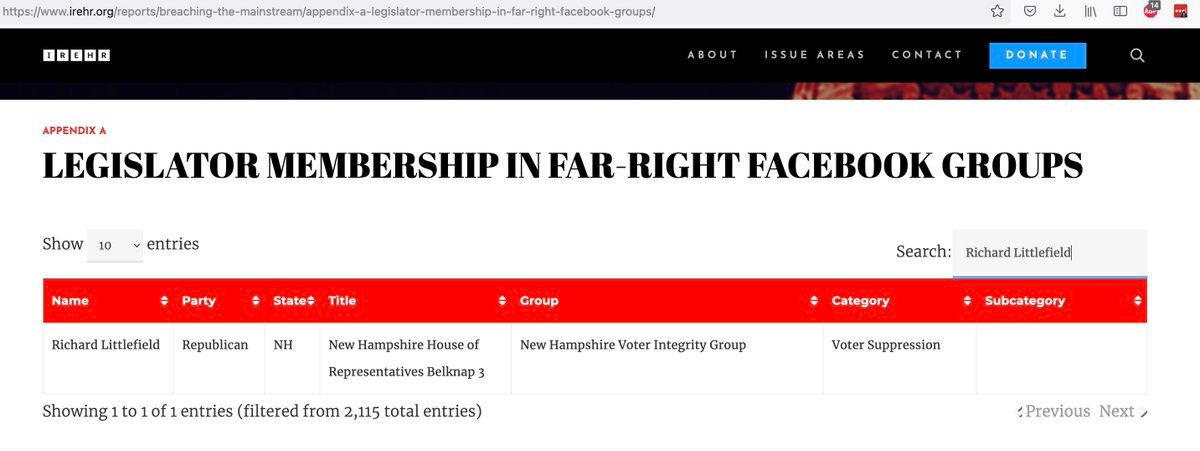 https://www.irehr.org/reports/breaching-the-mainstream/appendix-a-legislator-membership-in-far-right-facebook-groups/
14
IREHR ABOUT ISSUE AREAS CONTACT DONATE
APPENDIX A
LEGISLATOR MEMBERSHIP IN FAR-RIGHT FACEBOOK GROUPS
Show 10 entries Search: Richard Littlefield
Name Party State Title Group Category Subcategory
Richard Littlefield Republican NH New Hampshire House of New Hampshire Voter Integrity Group Voter Suppression
Representatives Belknap 3
Showing 1 to 1 of 1 entries (filtered from 2,115 total entries) Previous Next